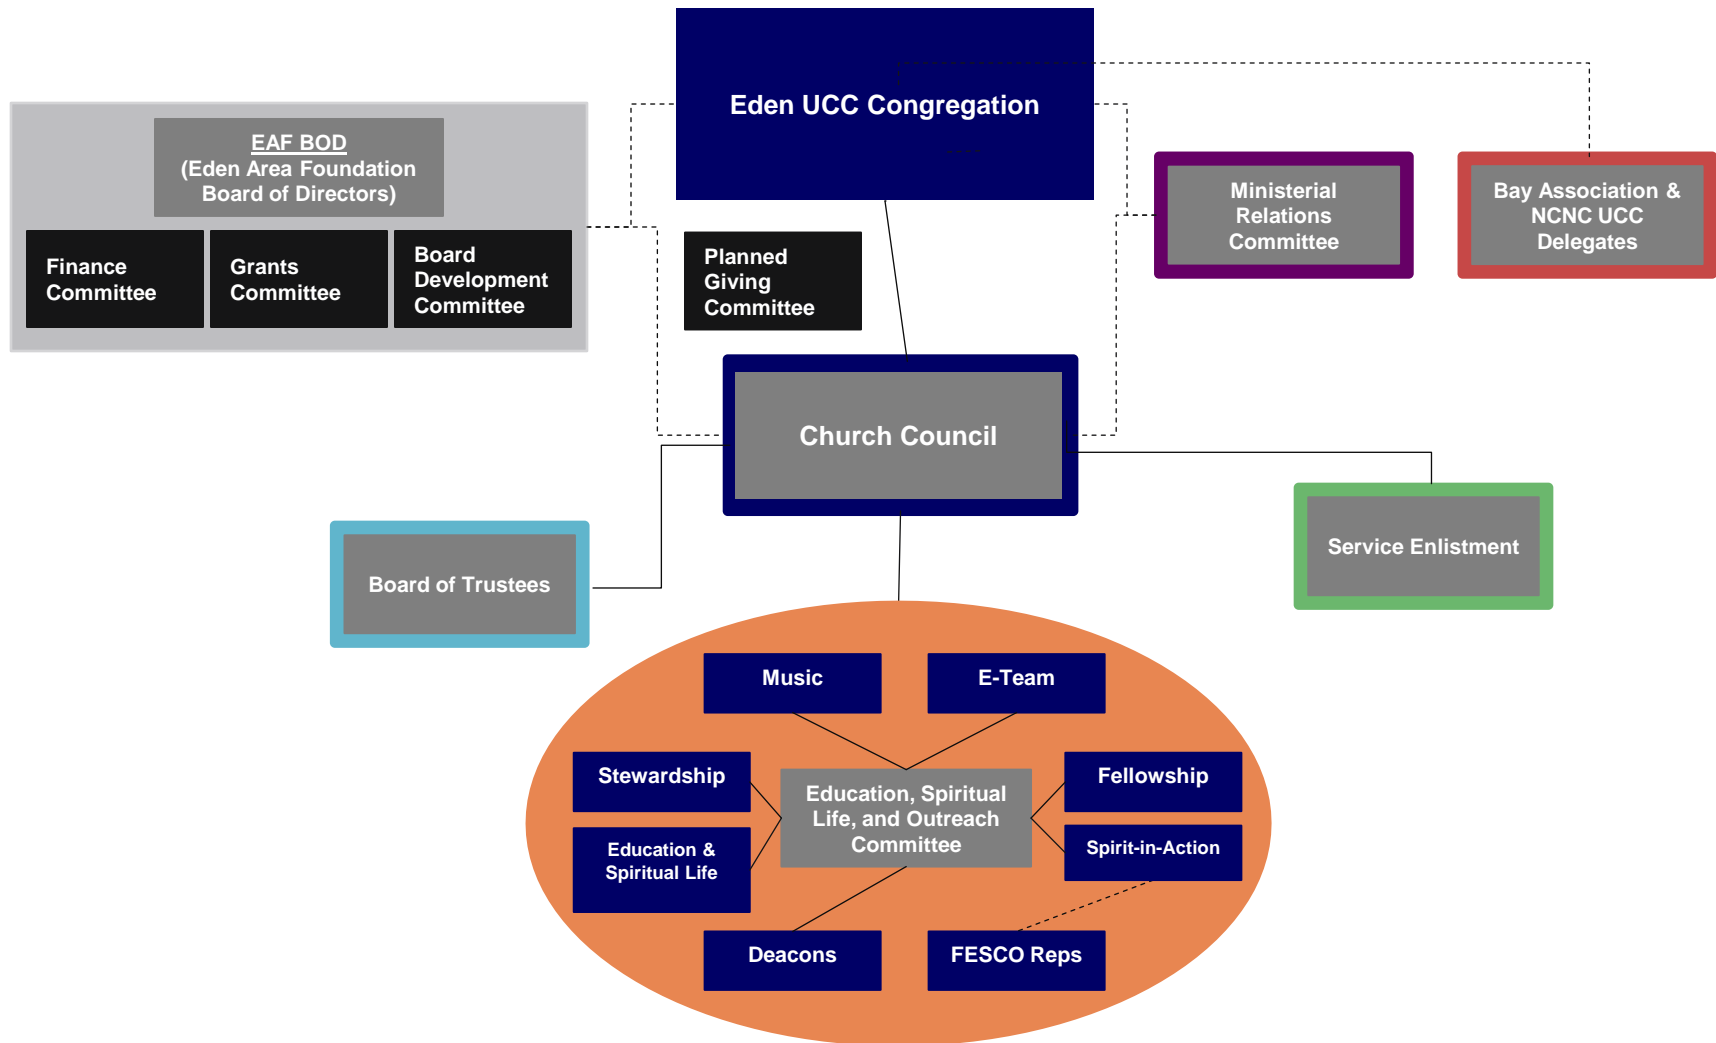 Eden UCC Congregation
EAF BOD
(Eden Area Foundation
Board of Directors)
Finance
Committee
Grants
Committee
Board
Development
Committee
Planned
Giving
Committee
Ministerial
Relations
Committee
Bay Association &
NCNC UCC
Delegates
Church Council
Board of Trustees
Service Enlistment
Music
E-Team
Stewardship
Education &
Spiritual Life
Education, Spiritual
Life, and Outreach
Committee
Fellowship
Spirit-in-Action
Deacons
FESCO Reps